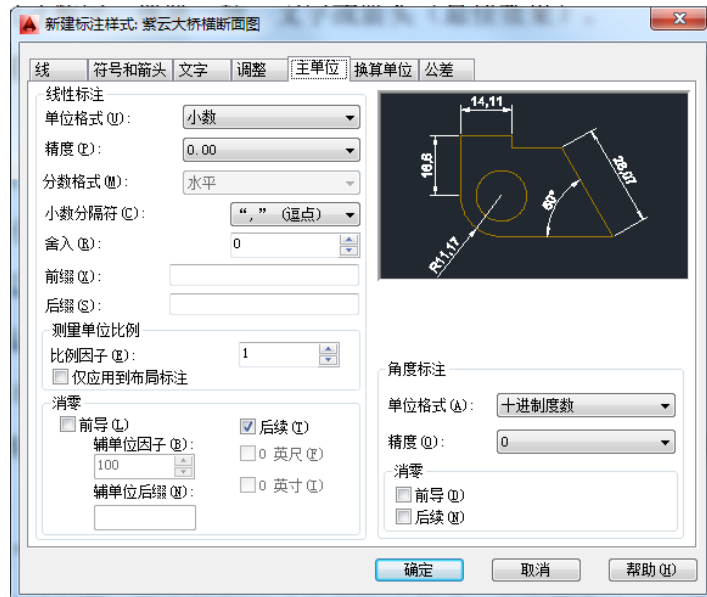 新建标注样式: 紫云大桥横断面图
线 符号和箭头 文字 调整 主单位 换算单位 公差
线性标注
单位格式(U): 小数
精度(P): 0.00
分数格式(M): 水平
小数分隔符(C): “,” (逗点)
舍入(R): 0
前缀(X):
后缀(S):
测量单位比例
比例因子(E): 1
仅应用到布局标注
消零
前导(L) 后续(T)
辅单位因子(B): 0 英尺(F)
100
辅单位后缀(N): 0 英寸(I)
14,11
16,6
28,07
60°
R11,17
角度标注
单位格式(A): 十进制度数
精度(O): 0
消零
前导(D)
后续(N)
确定 取消 帮助(H)